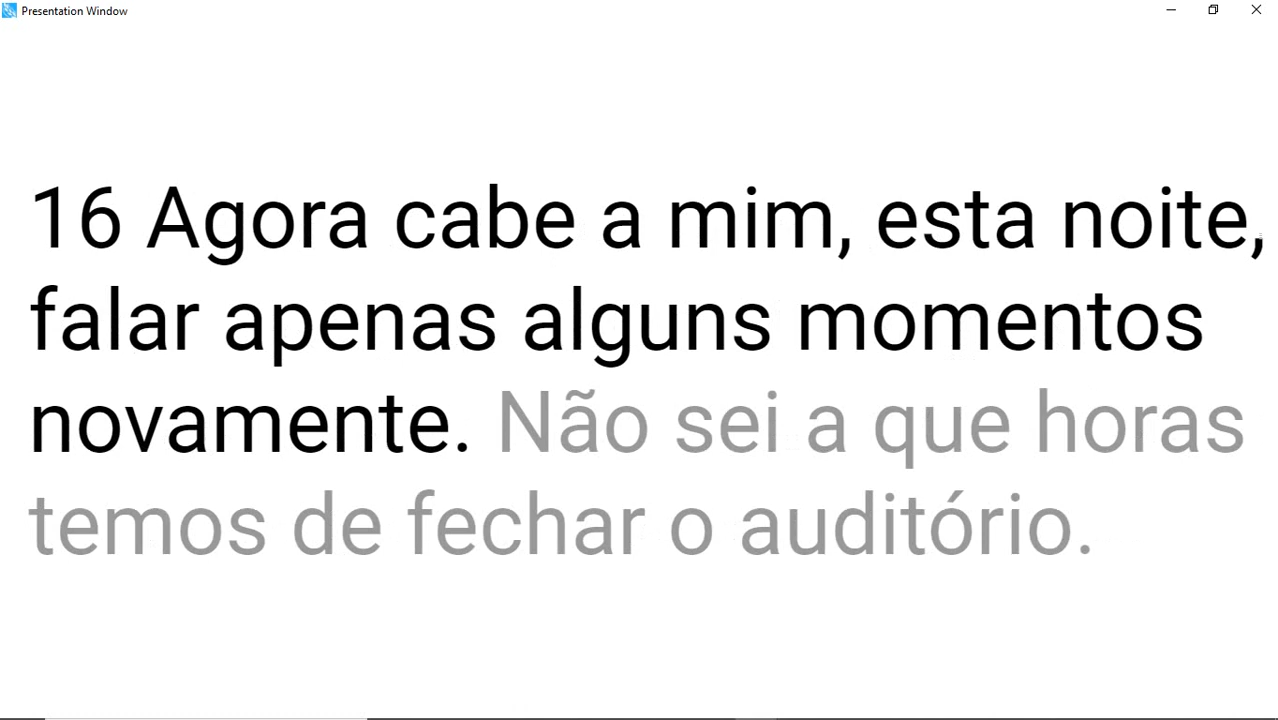 Presentation Window
16 Agora cabe a mim, esta noite,
falar apenas alguns momentos
novamente. Não sei a que horas
temos de fechar o auditório.